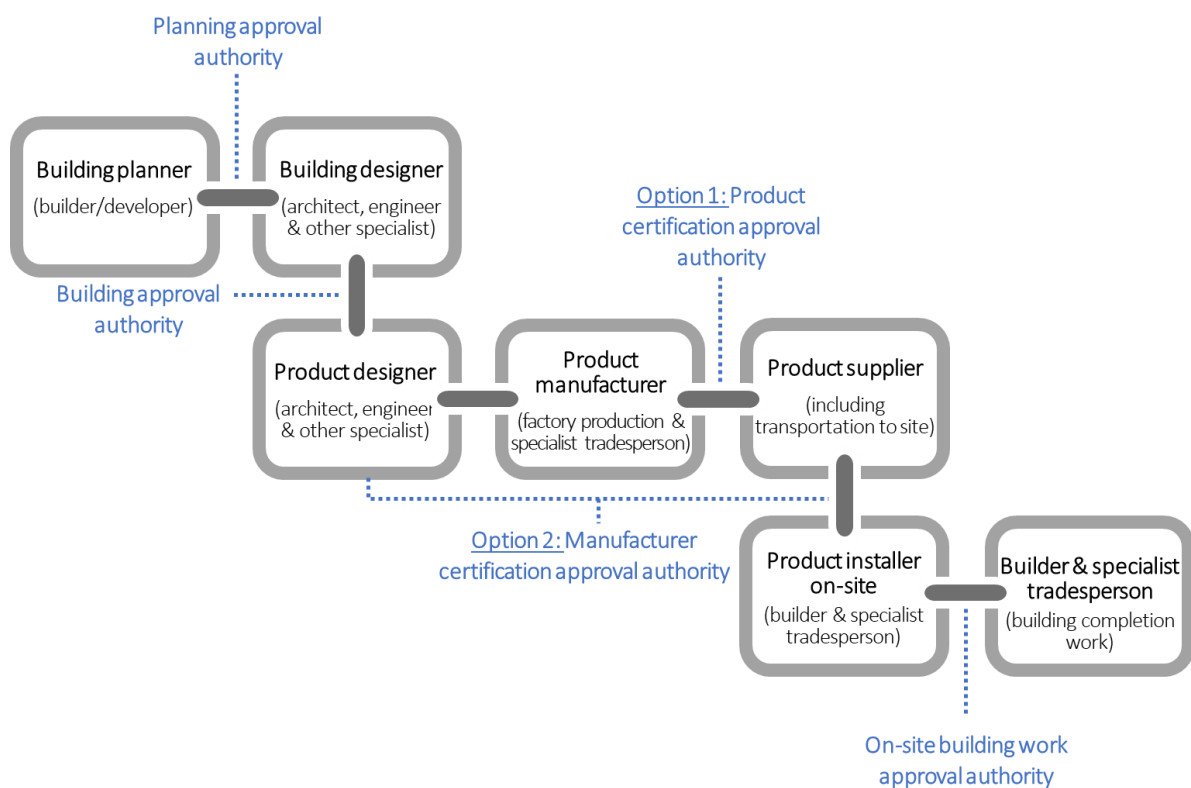 Planning approval
authority
Building planner
(builder/developer)
Building designer
(architect, engineer
& other specialist)
Option 1: Product
certification approval
authority
Building approval
authority
Product designer
(architect, engineer
& other specialist)
Product
manufacturer
(factory production &
specialist tradesperson)
Product supplier
(including
transportation to site)
Option 2: Manufacturer
certification approval authority
Product installer
on-site
(builder & specialist
tradesperson)
Builder & specialist
tradesperson
(building completion
work)
On-site building work
approval authority